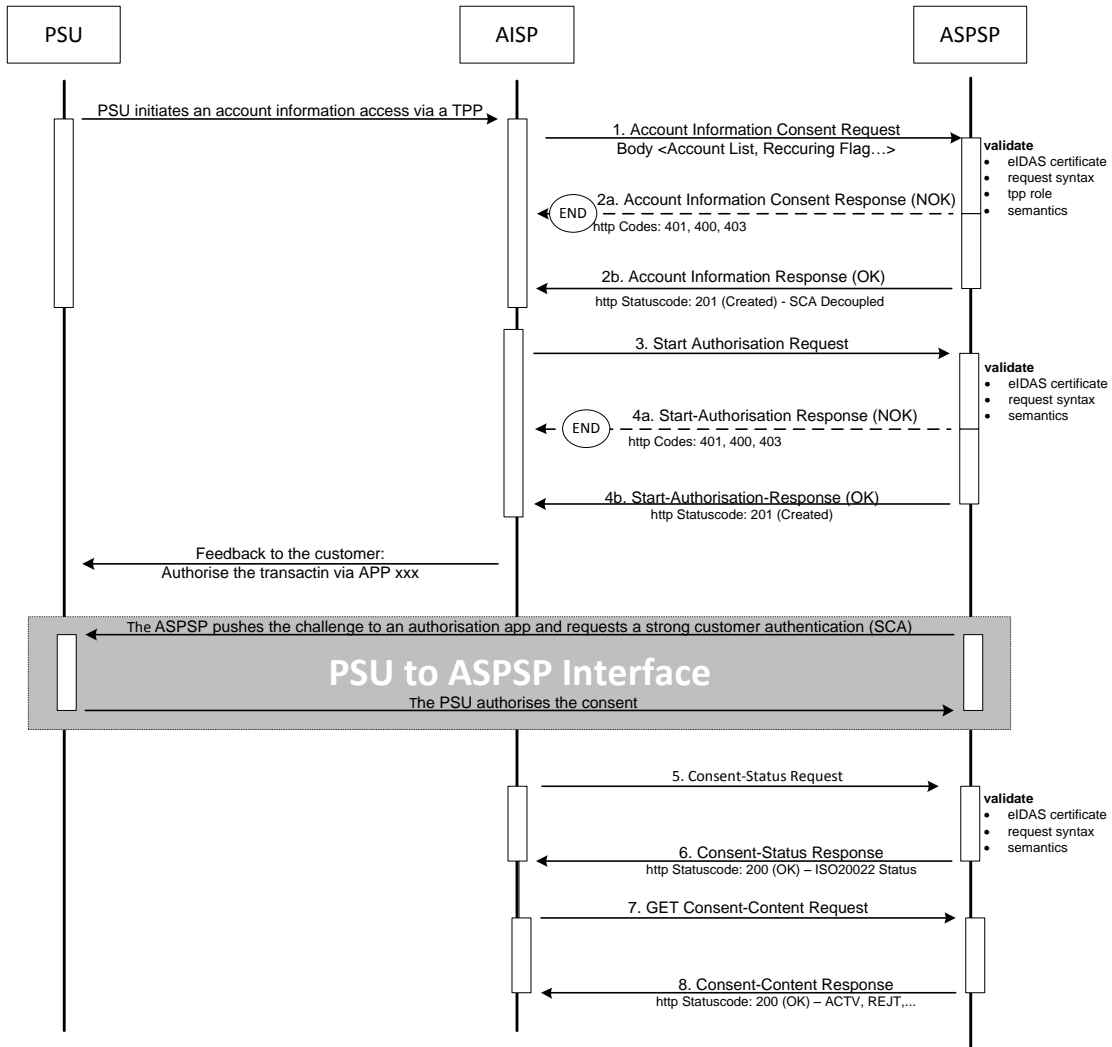 PSU
AISP
ASPSP
PSU initiates an account information access via a TPP
1. Account Information Consent Request
Body <Account List, Reccuring Flag…>
validate
• eIDAS certificate
• request syntax
• tpp role
• semantics
2a. Account Information Consent Response (NOK)
END
http Codes: 401, 400, 403
2b. Account Information Response (OK)
http Statuscode: 201 (Created) - SCA Decoupled
3. Start Authorisation Request
validate
• eIDAS certificate
• request syntax
• semantics
4a. Start-Authorisation Response (NOK)
END
http Codes: 401, 400, 403
4b. Start-Authorisation-Response (OK)
http Statuscode: 201 (Created)
Feedback to the customer:
Authorise the transactin via APP xxx
The ASPSP pushes the challenge to an authorisation app and requests a strong customer authentication (SCA)
PSU to ASPSP Interface
The PSU authorises the consent
5. Consent-Status Request
validate
• eIDAS certificate
• request syntax
• semantics
6. Consent-Status Response
http Statuscode: 200 (OK) – ISO20022 Status
7. GET Consent-Content Request
8. Consent-Content Response
http Statuscode: 200 (OK) – ACTV, REJT,...